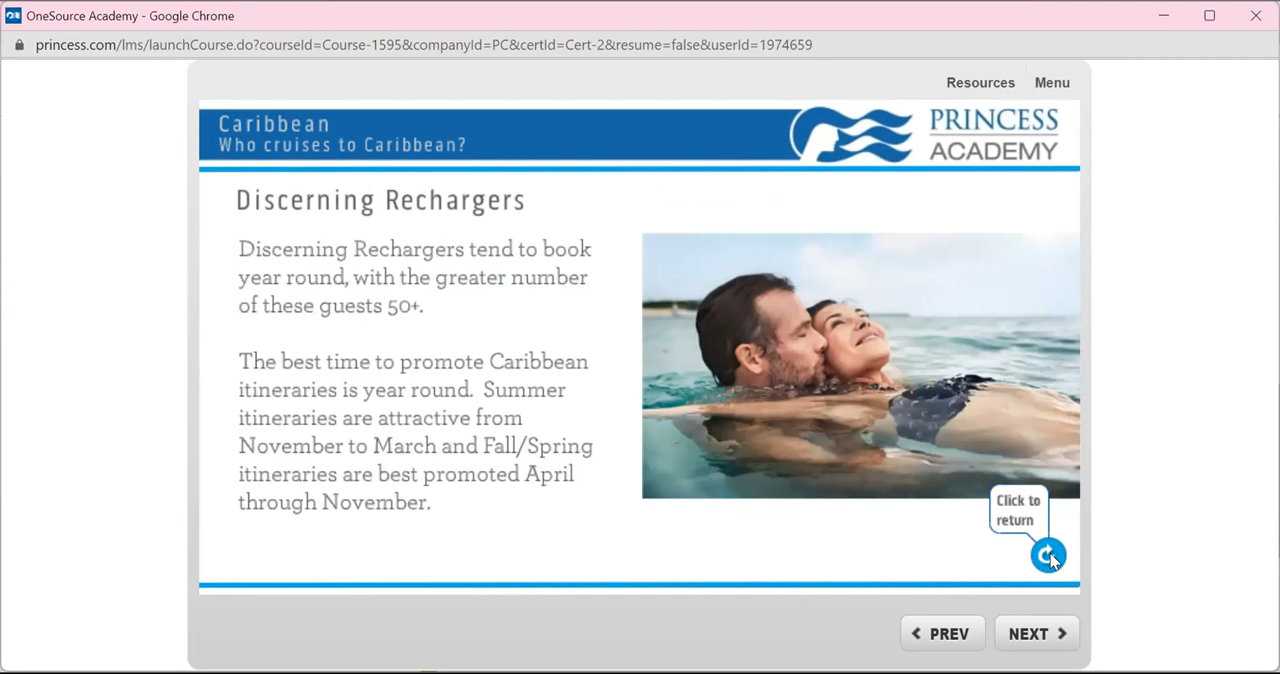 OneSource Academy - Google Chrome
princess.com/lms/launchCourse.do?courseId=Course-1595&companyId=PC&certId=Cert-2&resume=false&userId=1974659
Resources
Menu
Caribbean
Who cruises to Caribbean?
PRINCESS
ACADEMY
Discerning Rechargers
Discerning Rechargers tend to book
year round, with the greater number
of these guests 50+.
The best time to promote Caribbean
itineraries is year round. Summer
itineraries are attractive from
November to March and Fall/Spring
itineraries are best promoted April
through November.
Click to
return
PREV
NEXT